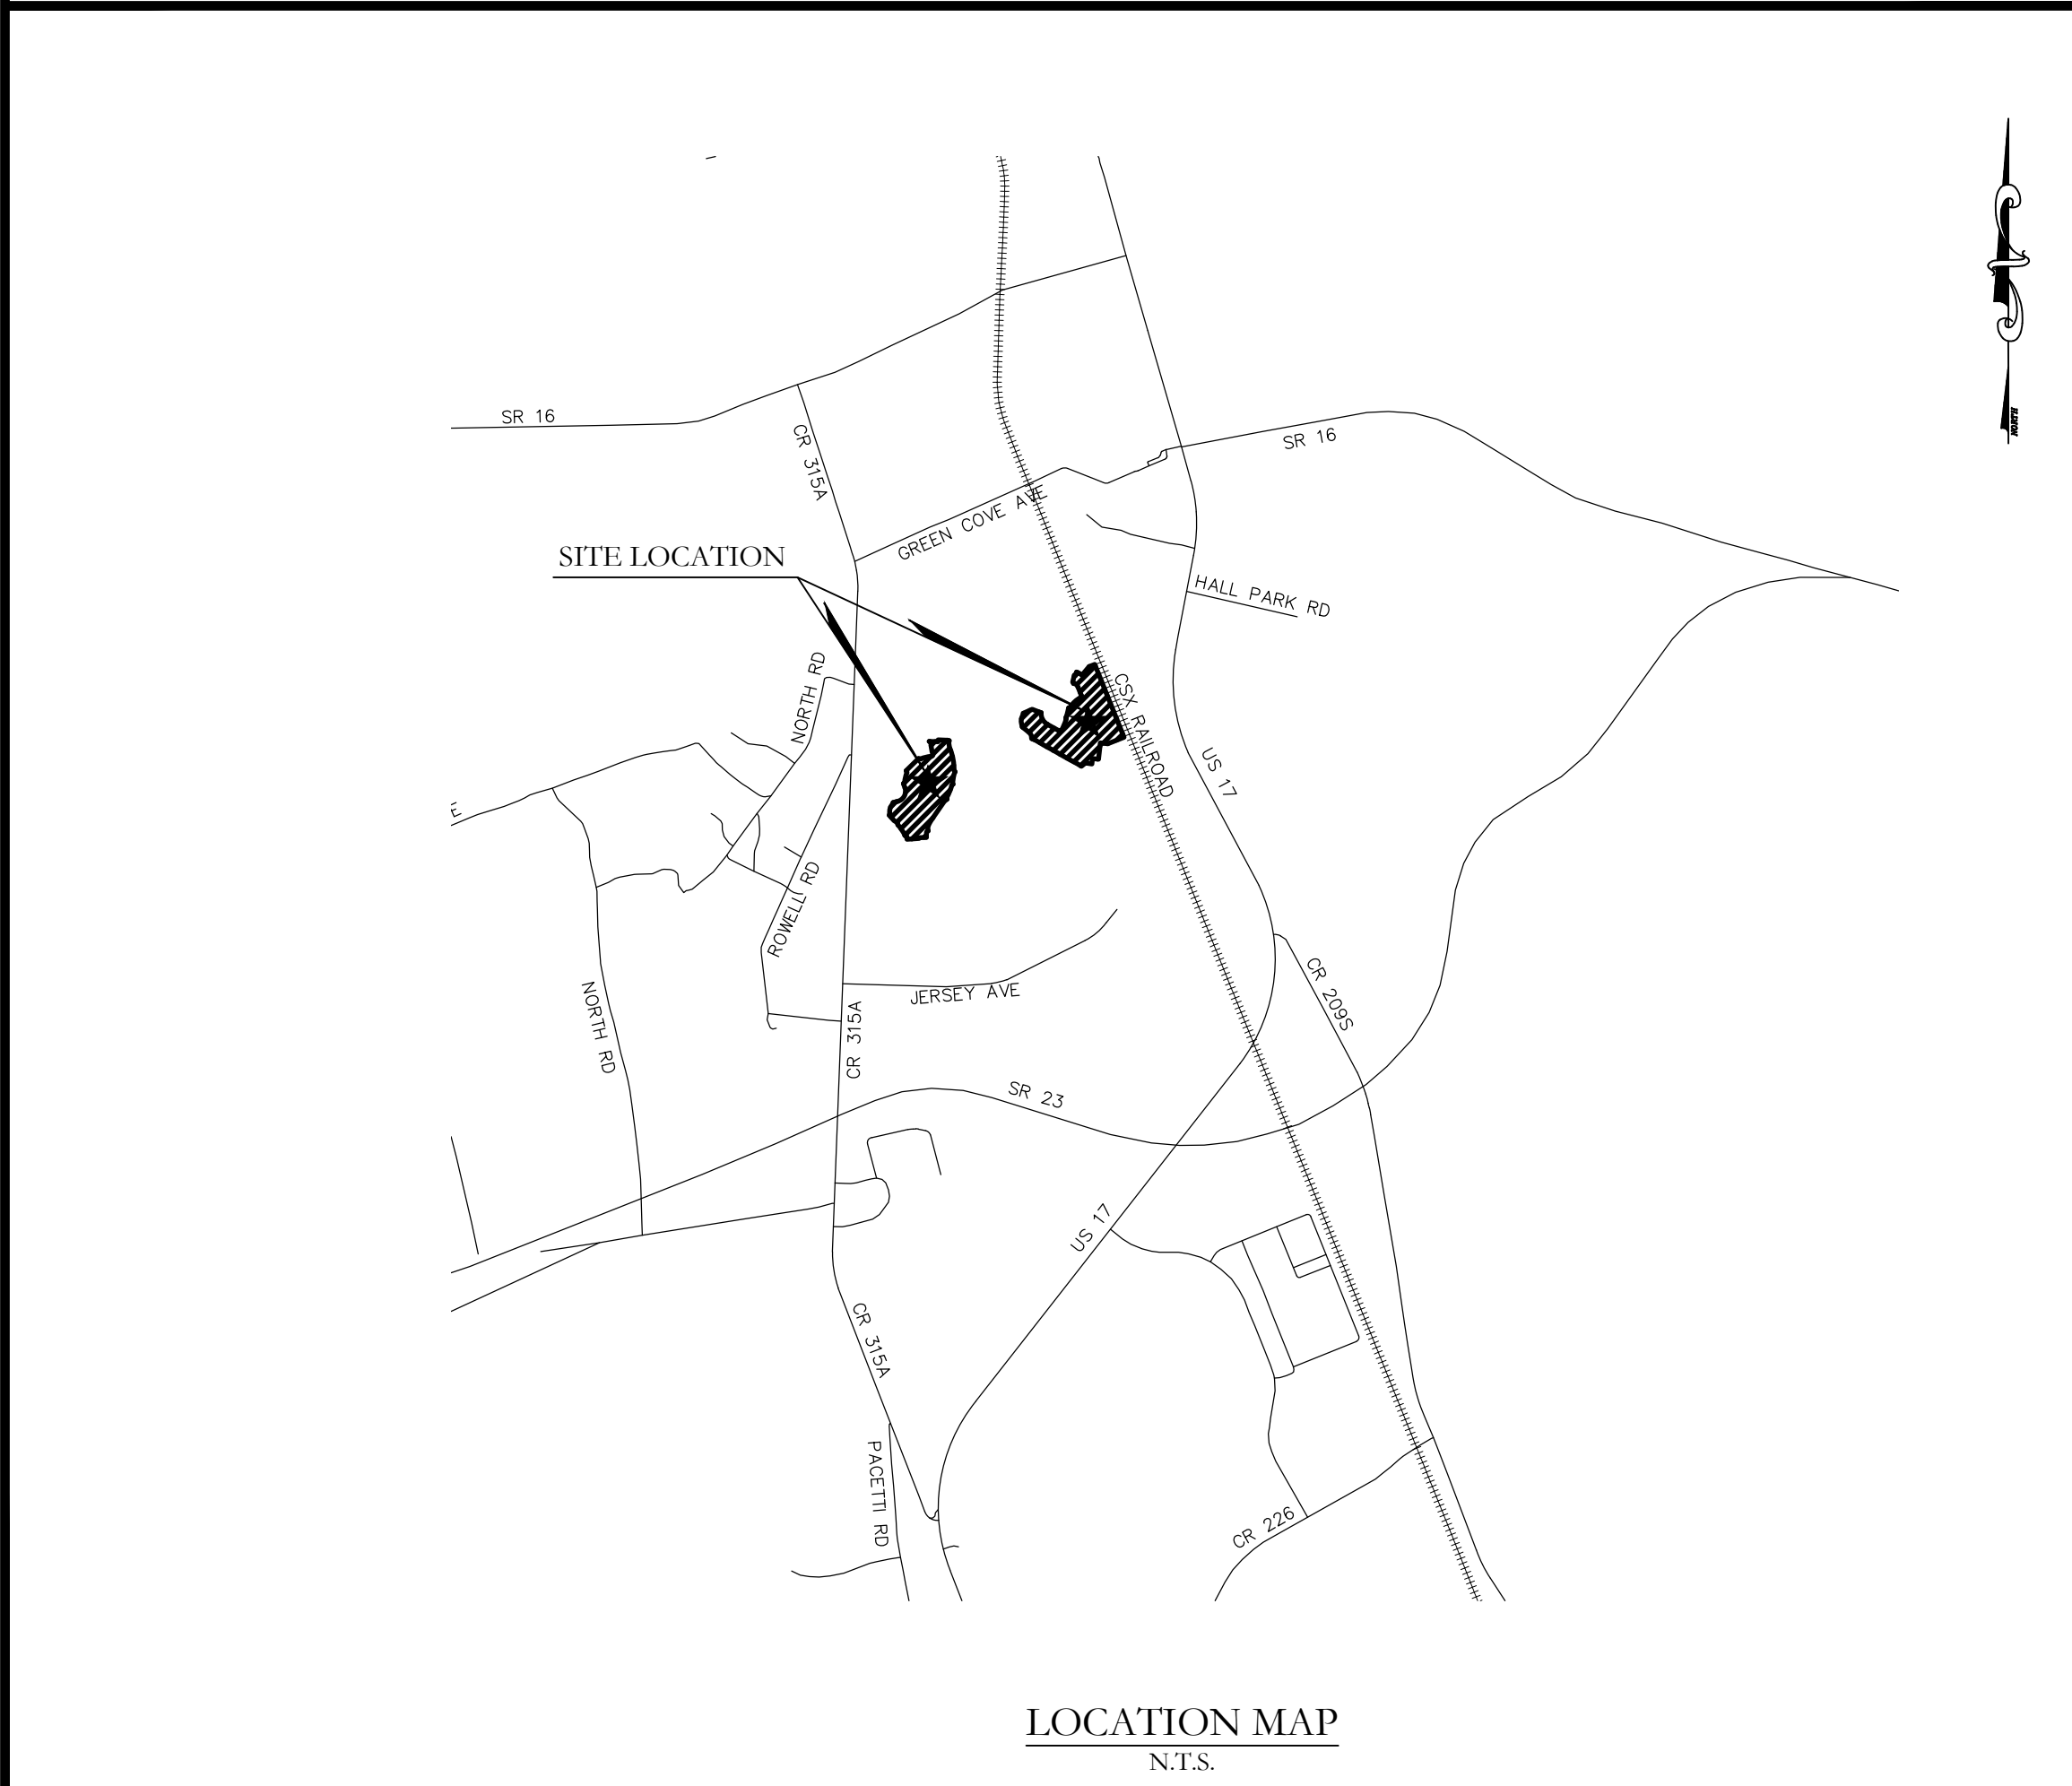 SR 16
CR 315A
SR 16
GREEN COVE AVE
SITE LOCATION
HALL PARK RD
NORTH RD
CSX RAILROAD
US 17
E
ROWELL RD
CR 209S
NORTH RD
JERSEY AVE
CR 315A
SR 23
US 17
CR 315A
PACETTI RD
CR 226
LOCATION MAP
N.T.S.